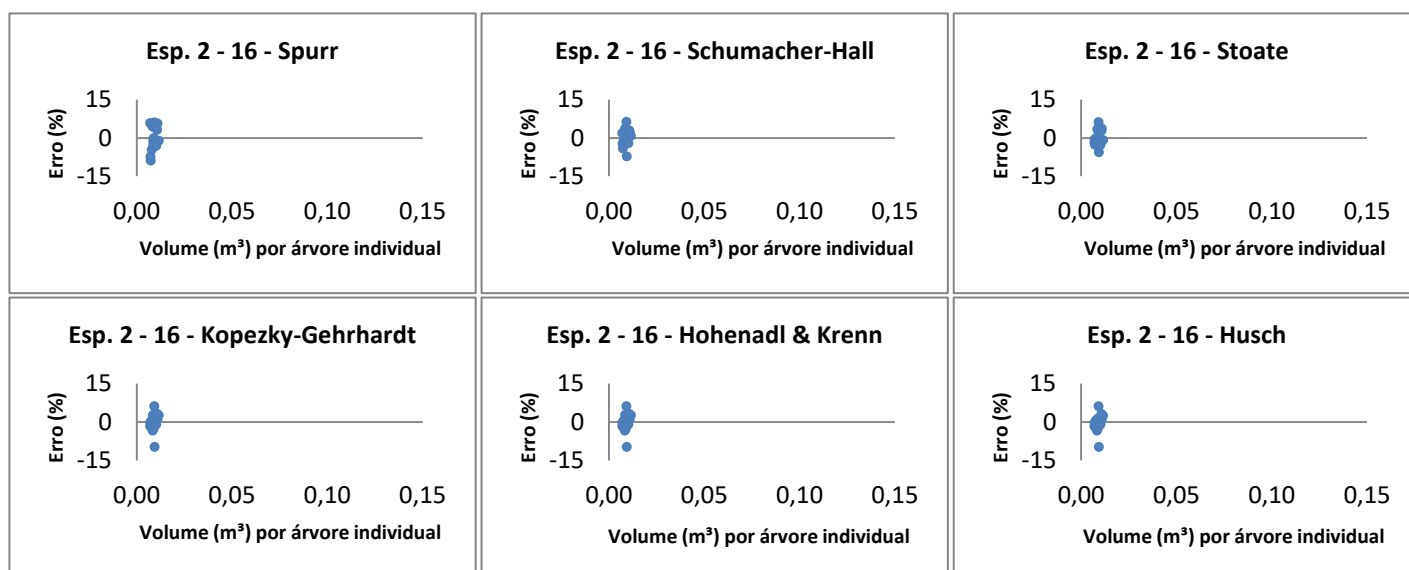 Esp. 2 - 16 - Spurr
Erro (%)
15
0
-15
0,00 0,05 0,10 0,15
Volume (m³) por árvore individual
Esp. 2 - 16 - Schumacher-Hall
Erro (%)
15
0
-15
0,00 0,05 0,10 0,15
Volume (m³) por árvore individual
Esp. 2 - 16 - Stoate
Erro (%)
15
0
-15
0,00 0,05 0,10 0,15
Volume (m³) por árvore individual
Esp. 2 - 16 - Kopezky-Gehrhardt
Erro (%)
15
0
-15
0,00 0,05 0,10 0,15
Volume (m³) por árvore individual
Esp. 2 - 16 - Hohenadl & Krenn
Erro (%)
15
0
-15
0,00 0,05 0,10 0,15
Volume (m³) por árvore individual
Esp. 2 - 16 - Husch
Erro (%)
15
0
-15
0,00 0,05 0,10 0,15
Volume (m³) por árvore individual